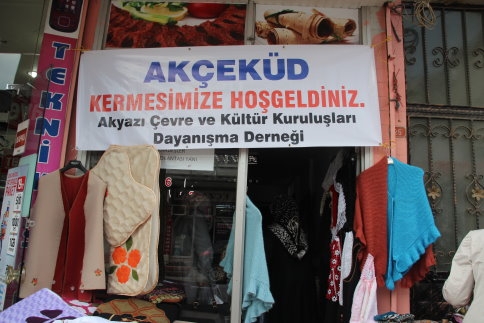 AKÇEKÜD
KERMESİMİZE HOŞGELDİNİZ.
Akyazı Çevre ve Kültür Kuruluşları
Dayanışma Derneği
TEKNİ